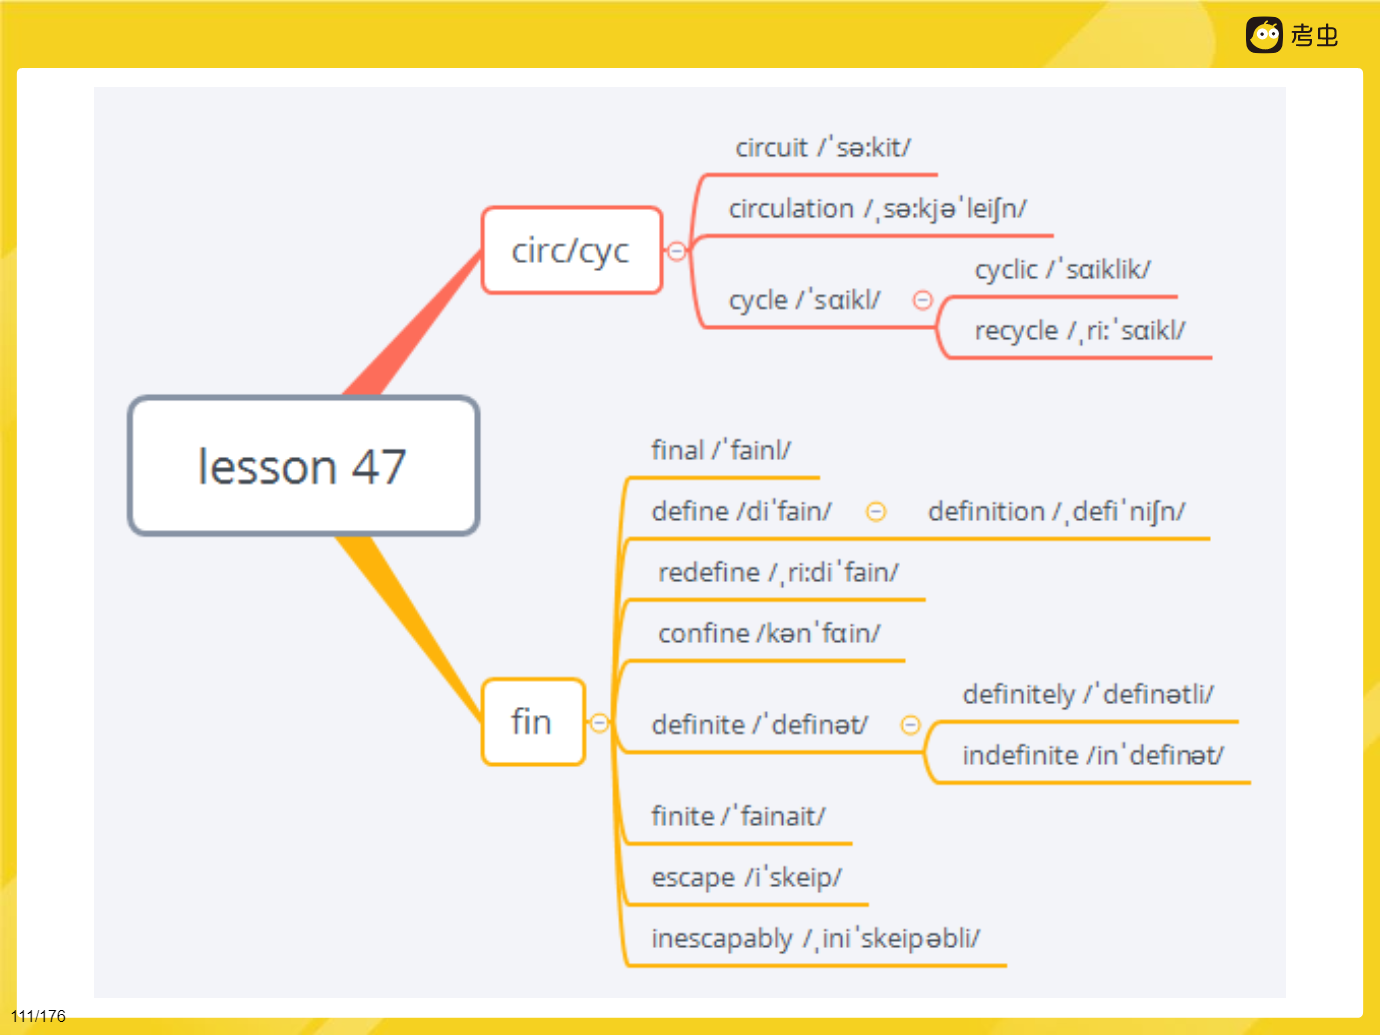 考虫
circuit /ˈsə:kit/
circulation /ˌsə:kjəˈleiʃn/
circ/cyc
cyclic /ˈsɑiklik/
cycle /ˈsɑikl/
recycle /ˌri:ˈsɑikl/
lesson 47
final /ˈfainl/
define /diˈfain/ definition /ˌdefiˈniʃn/
redefine /ˌri:diˈfain/
confine /kənˈfɑin/
definitely /ˈdefinətli/
fin
definite /ˈdefinət/
indefinite /inˈdefinət/
finite /ˈfainait/
escape /iˈskeip/
inescapably /ˌiniˈskeipəbli/
111/176